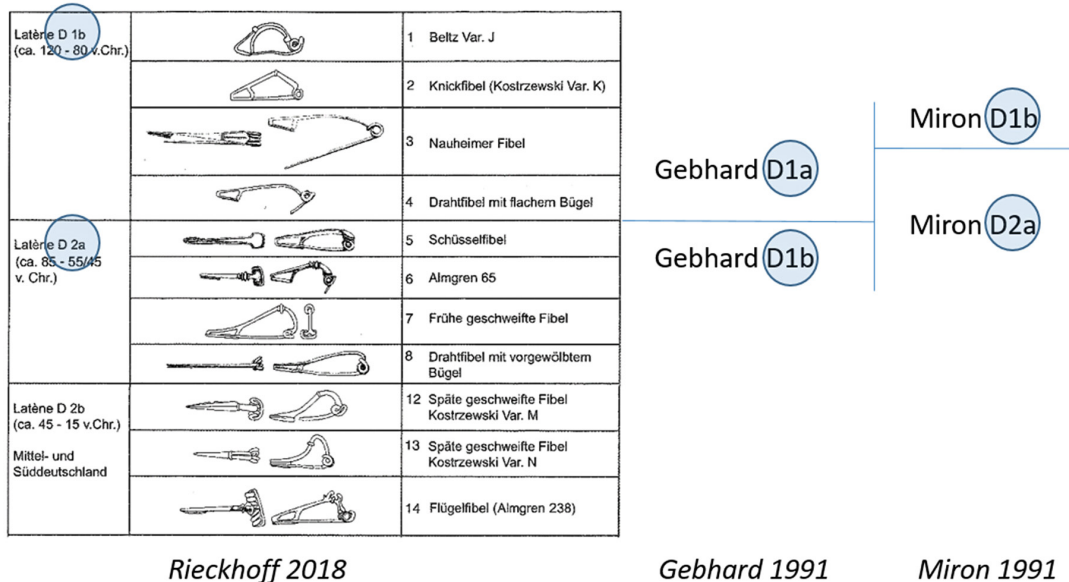 Latène D 1b
(ca. 120 - 80 v.Chr.)
1 Beltz Var. J
2 Knickfibel (Kostrzewski Var. K)
3 Nauheimer Fibel
4 Drahtfibel mit flachem Bügel
Latène D 2a
(ca. 85 - 55/45
v. Chr.)
5 Schüsselfibel
6 Almgren 65
7 Frühe geschweifte Fibel
8 Drahtfibel mit vorgewölbtem
Bügel
Latène D 2b
(ca. 45 - 15 v.Chr.)
Mittel- und
Süddeutschland
12 Späte geschweifte Fibel
Kostrzewski Var. M
13 Späte geschweifte Fibel
Kostrzewski Var. N
14 Flügelfibel (Almgren 238)
Gebhard D1a
Gebhard D1b
Miron D1b
Miron D2a
Rieckhoff 2018
Gebhard 1991
Miron 1991